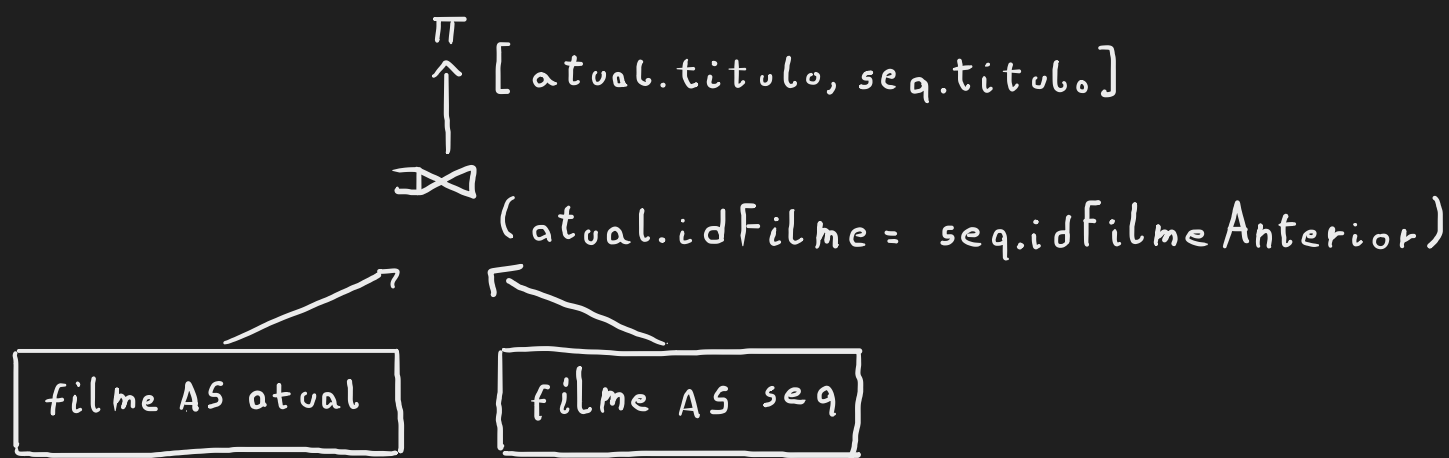 π
[atual.titulo, seq.titulo]
⟕
(atual.idFilme = seq.idFilmeAnterior)
filme AS atual
filme AS seq